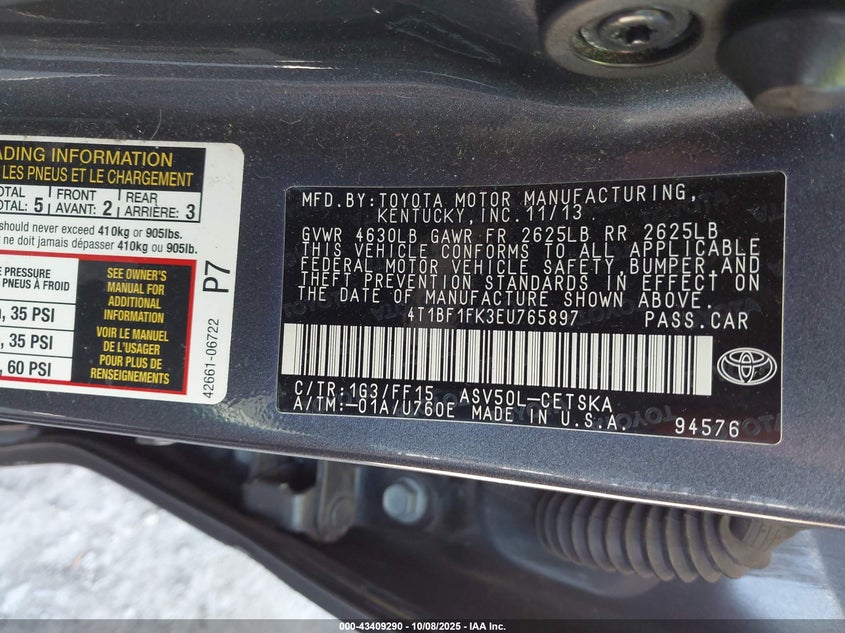 ADING INFORMATION
LES PNEUS ET LE CHARGEMENT
TOTAL 5 FRONT 2 REAR 3
TOTAL: AVANT: ARRIÈRE:
should never exceed 410kg or 905lbs.
ne doit jamais dépasser 410kg ou 905lb.
PRESSURE
PNEUS À FROID
35 PSI
35 PSI
60 PSI
SEE OWNER'S
MANUAL FOR
ADDITIONAL
INFORMATION
VOIR LE MANUEL
DE L'USAGER
POUR PLUS DE
RENSEIGNEMENTS
P7
42661-06722
MFD.BY:TOYOTA MOTOR MANUFACTURING,
KENTUCKY,INC.11/13
GVWR 4630LB GAWR FR 2625LB RR 2625LB
THIS VEHICLE CONFORMS TO ALL APPLICABLE
FEDERAL MOTOR VEHICLE SAFETY,BUMPER,AND
THEFT PREVENTION STANDARDS IN EFFECT ON
THE DATE OF MANUFACTURE SHOWN ABOVE.
4T1BF1FK3EU765897 PASS.CAR
C/TR:1G3/FF15 ASV50L-CETSKA
A/TM:-01A/U760E MADE IN U.S.A.
94576
000-43409290 - 10/08/2025 - IAA Inc.